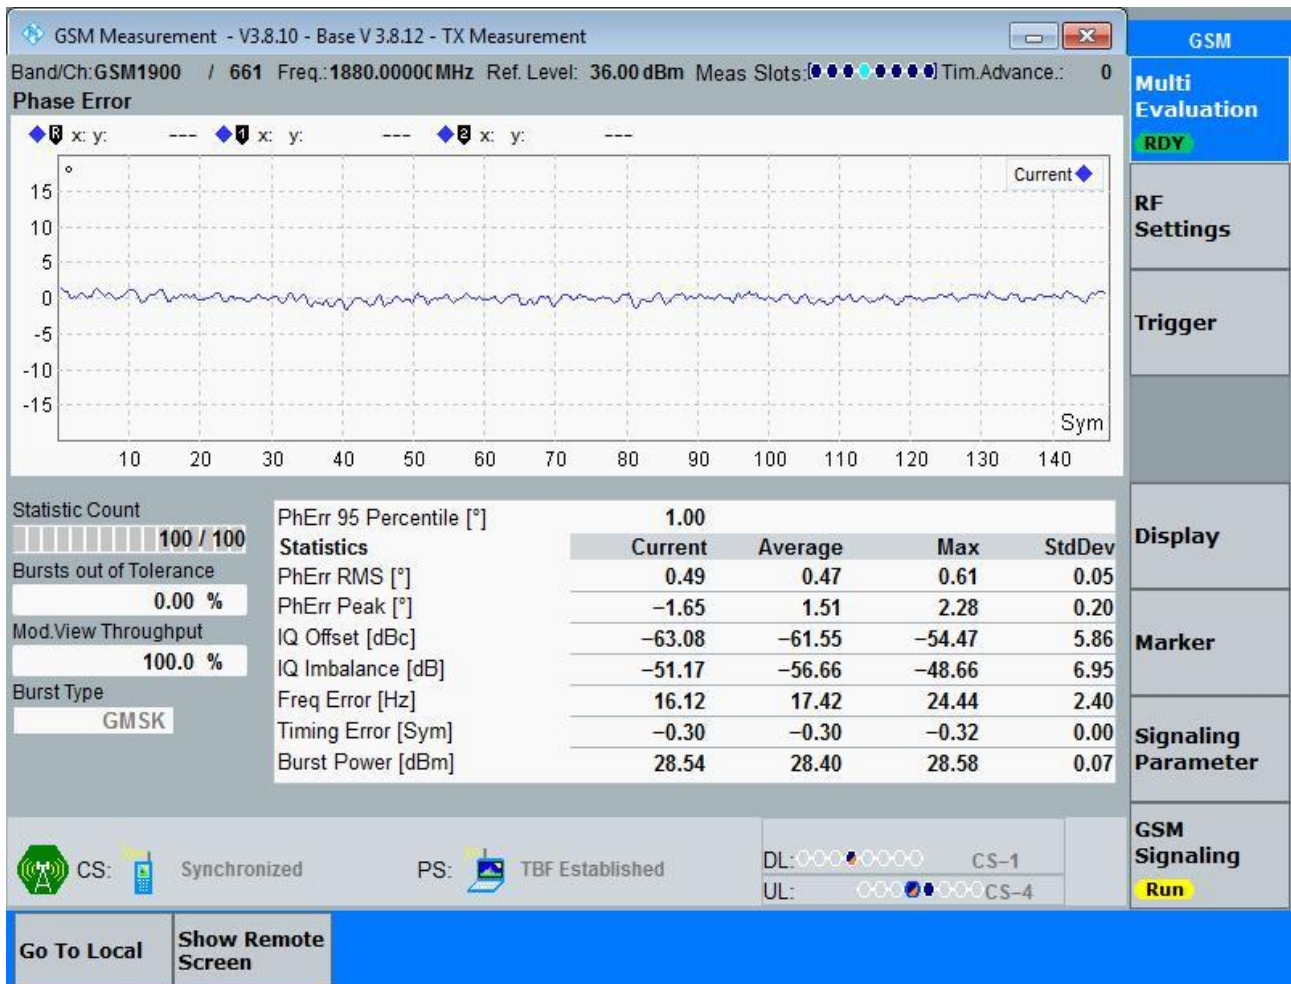 GSM Measurement - V3.8.10 - Base V 3.8.12 - TX Measurement
GSM
Band/Ch:GSM1900 / 661 Freq.:1880.00000 MHz Ref. Level: 36.00 dBm Meas Slots: Tim.Advance.: 0
Phase Error
R x: y: --- 1 x: y: --- 2 x: y: ---
°
Current
15
10
5
0
-5
-10
-15
Sym
10 20 30 40 50 60 70 80 90 100 110 120 130 140
Statistic Count
100 / 100
Bursts out of Tolerance
0.00 %
Mod.View Throughput
100.0 %
Burst Type
GMSK
PhErr 95 Percentile [°] 1.00
Statistics Current Average Max StdDev
PhErr RMS [°] 0.49 0.47 0.61 0.05
PhErr Peak [°] −1.65 1.51 2.28 0.20
IQ Offset [dBc] −63.08 −61.55 −54.47 5.86
IQ Imbalance [dB] −51.17 −56.66 −48.66 6.95
Freq Error [Hz] 16.12 17.42 24.44 2.40
Timing Error [Sym] −0.30 −0.30 −0.32 0.00
Burst Power [dBm] 28.54 28.40 28.58 0.07
CS: Synchronized PS: TBF Established
DL: CS−1
UL: CS−4
Multi
Evaluation
RDY
RF
Settings
Trigger
Display
Marker
Signaling
Parameter
GSM
Signaling
Run
Go To Local
Show Remote
Screen